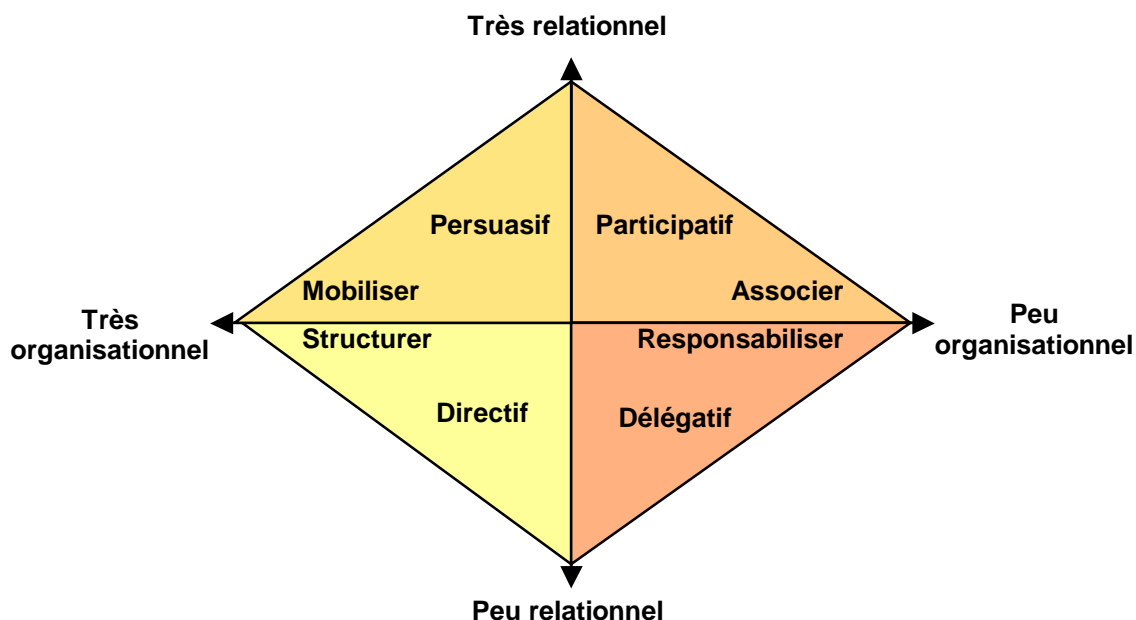 Très relationnel
Persuasif
Participatif
Mobiliser
Associer
Très
organisationnel
Peu
organisationnel
Structurer
Responsabiliser
Directif
Délégatif
Peu relationnel